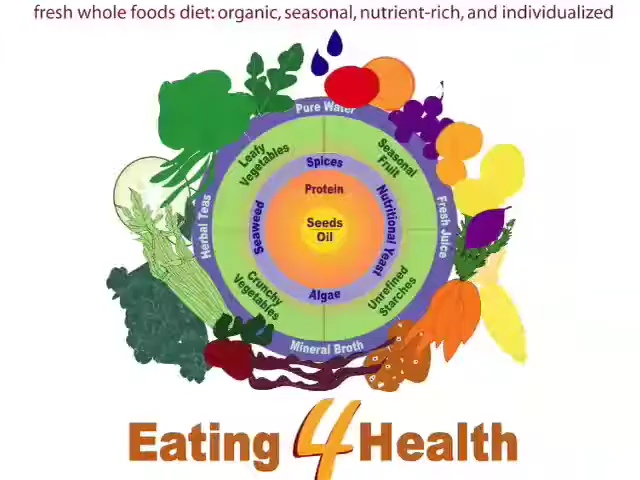 fresh whole foods diet: organic, seasonal, nutrient-rich, and individualized
Pure Water
Leafy
Vegetables
Seasonal
Fruit
Spices
Protein
Herbal Teas
Seaweed
Seeds
Oil
Nutritional Yeast
Fresh Juice
Crunchy
Vegetables
Algae
Unrefined
Starches
Mineral Broth
Eating 4 Health